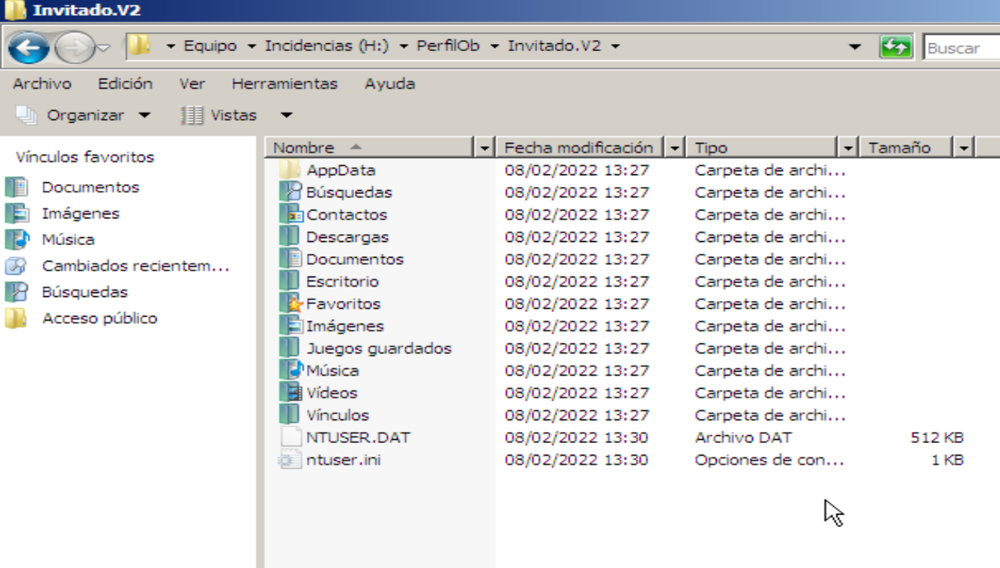 Invitado.V2
Equipo Incidencias (H:) PerfilOb Invitado.V2 Buscar
Archivo Edición Ver Herramientas Ayuda
Organizar Vistas
Vínculos favoritos
Documentos
Imágenes
Música
Cambiados recientem...
Búsquedas
Acceso público
Nombre Fecha modificación Tipo Tamaño
AppData 08/02/2022 13:27 Carpeta de archi...
Búsquedas 08/02/2022 13:27 Carpeta de archi...
Contactos 08/02/2022 13:27 Carpeta de archi...
Descargas 08/02/2022 13:27 Carpeta de archi...
Documentos 08/02/2022 13:27 Carpeta de archi...
Escritorio 08/02/2022 13:27 Carpeta de archi...
Favoritos 08/02/2022 13:27 Carpeta de archi...
Imágenes 08/02/2022 13:27 Carpeta de archi...
Juegos guardados 08/02/2022 13:27 Carpeta de archi...
Música 08/02/2022 13:27 Carpeta de archi...
Vídeos 08/02/2022 13:27 Carpeta de archi...
Vínculos 08/02/2022 13:27 Carpeta de archi...
NTUSER.DAT 08/02/2022 13:30 Archivo DAT 512 KB
ntuser.ini 08/02/2022 13:30 Opciones de con... 1 KB